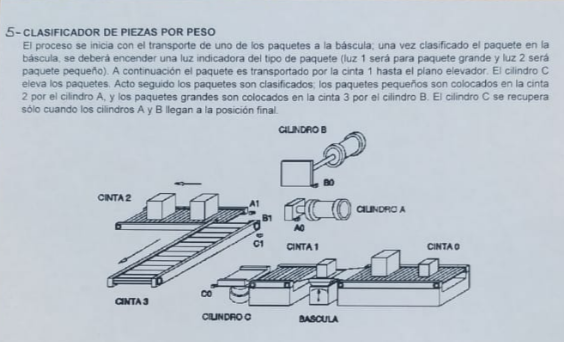 5- CLASIFICADOR DE PIEZAS POR PESO
El proceso se inicia con el transporte de uno de los paquetes a la báscula; una vez clasificado el paquete en la
báscula, se deberá encender una luz indicadora del tipo de paquete (luz 1 será para paquete grande y luz 2 será
paquete pequeño). A continuación el paquete es transportado por la cinta 1 hasta el plano elevador. El cilindro C
eleva los paquetes. Acto seguido los paquetes son clasificados; los paquetes pequeños son colocados en la cinta
2 por el cilindro A, y los paquetes grandes son colocados en la cinta 3 por el cilindro B. El cilindro C se recupera
sólo cuando los cilindros A y B llegan a la posición final.
CILINDRO B
B0
CINTA 2
A1
B1
CILINDRO A
A0
C1
CINTA 1
CINTA 0
C0
CINTA 3
CILINDRO C
BASCULA